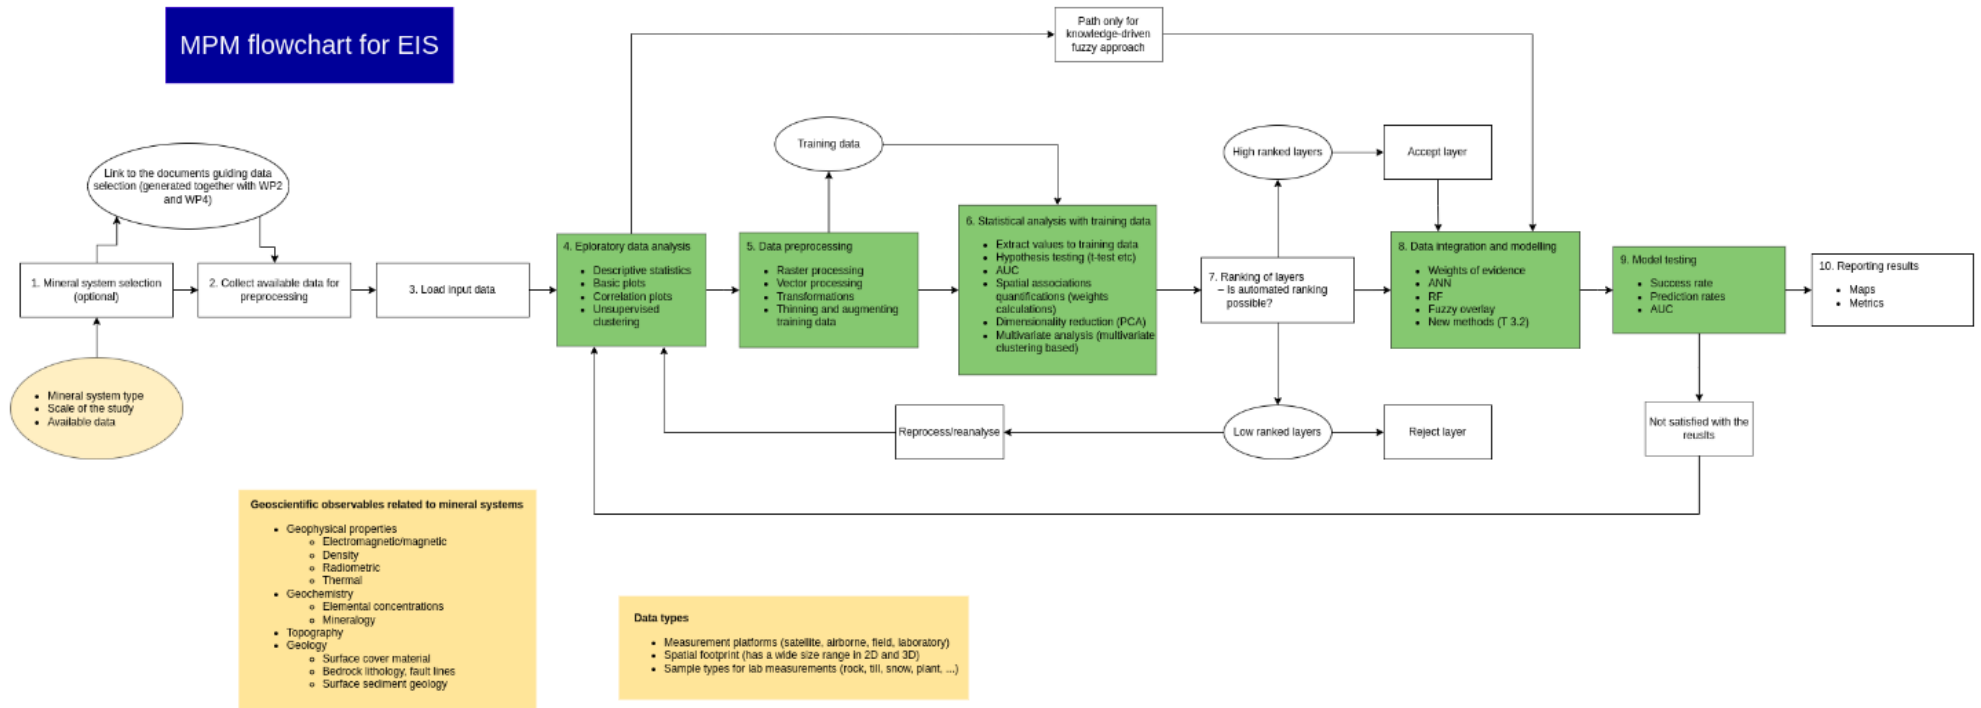 MPM flowchart for EIS
Path only for
knowledge-driven
fuzzy approach
Link to the documents guiding data
selection (generated together with WP2
and WP4)
Training data
High ranked layers
Accept layer
1. Mineral system selection
(optional)
2. Collect available data for
preprocessing
3. Load input data
4. Eploratory data analysis
• Descriptive statistics
• Basic plots
• Correlation plots
• Unsupervised
clustering
5. Data preprocessing
• Raster processing
• Vector processing
• Transformations
• Thinning and augmenting
training data
6. Statistical analysis with training data
• Extract values to training data
• Hypothesis testing (t-test etc)
• AUC
• Spatial associations
quantifications (weights
calculations)
• Dimensionality reduction (PCA)
• Multivariate analysis (multivariate
clustering based)
7. Ranking of layers
– Is automated ranking
possible?
8. Data integration and modelling
• Weights of evidence
• ANN
• RF
• Fuzzy overlay
• New methods (T 3.2)
9. Model testing
• Success rate
• Prediction rates
• AUC
10. Reporting results
• Maps
• Metrics
• Mineral system type
• Scale of the study
• Available data
Reprocess/reanalyse
Low ranked layers
Reject layer
Not satisfied with the
reuslts
Geoscientific observables related to mineral systems
• Geophysical properties
o Electromagnetic/magnetic
o Density
o Radiometric
o Thermal
• Geochemistry
o Elemental concentrations
o Mineralogy
• Topography
• Geology
o Surface cover material
o Bedrock lithology, fault lines
o Surface sediment geology
Data types
• Measurement platforms (satellite, airborne, field, laboratory)
• Spatial footprint (has a wide size range in 2D and 3D)
• Sample types for lab measurements (rock, till, snow, plant, ...)